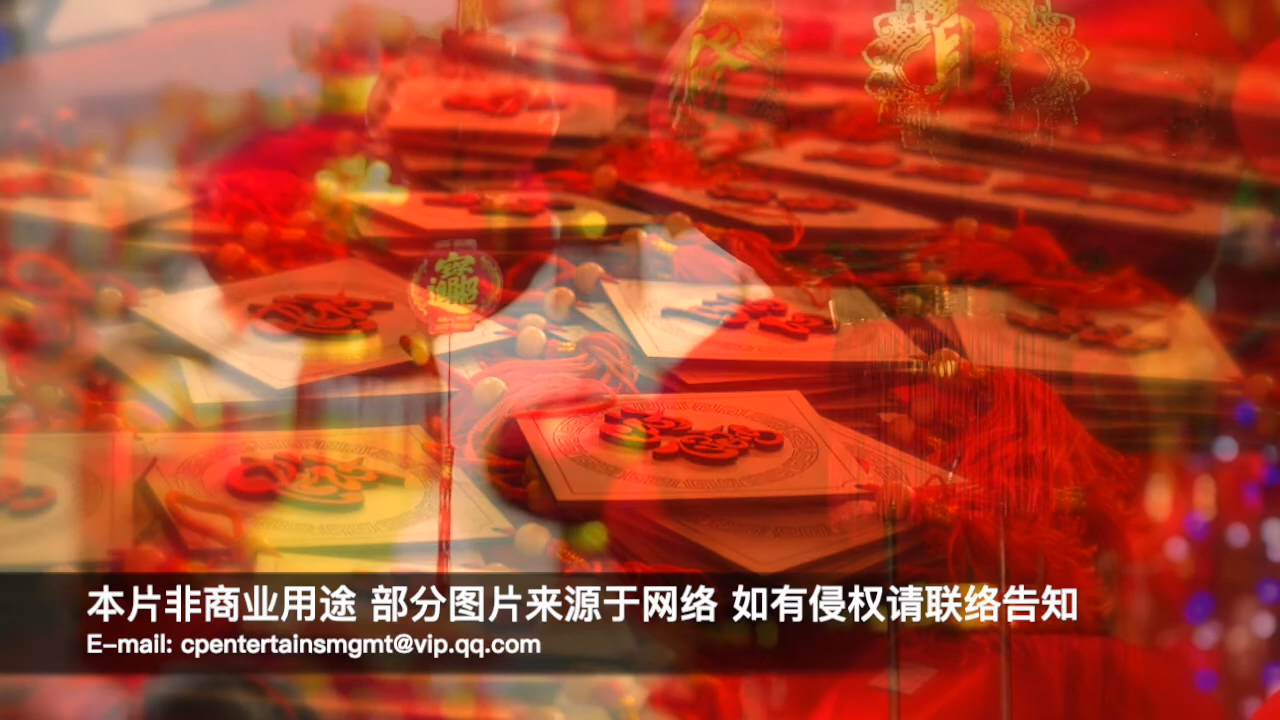 本片非商业用途 部分图片来源于网络 如有侵权请联络告知
E-mail: cpentertainsmgmt@vip.qq.com